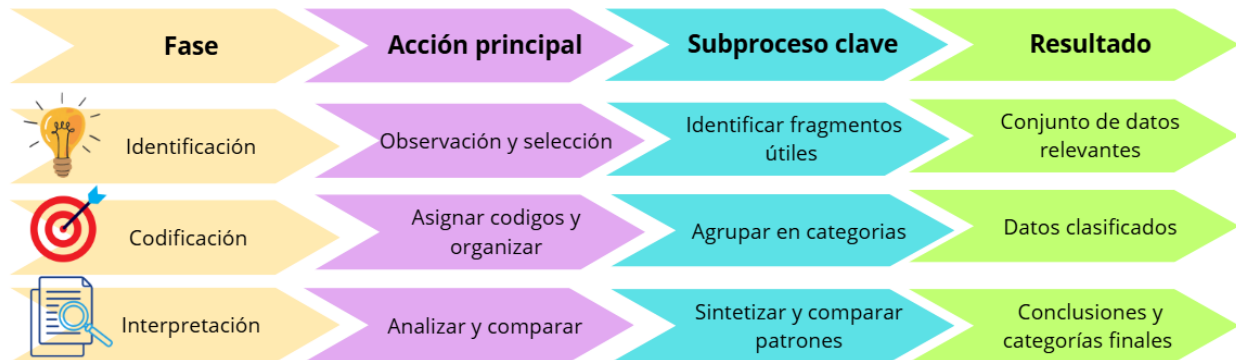 Fase
Acción principal
Subproceso clave
Resultado
Identificación
Observación y selección
Identificar fragmentos
útiles
Conjunto de datos
relevantes
Codificación
Asignar codigos y
organizar
Agrupar en categorias
Datos clasificados
Interpretación
Analizar y comparar
Sintetizar y comparar
patrones
Conclusiones y
categorías finales